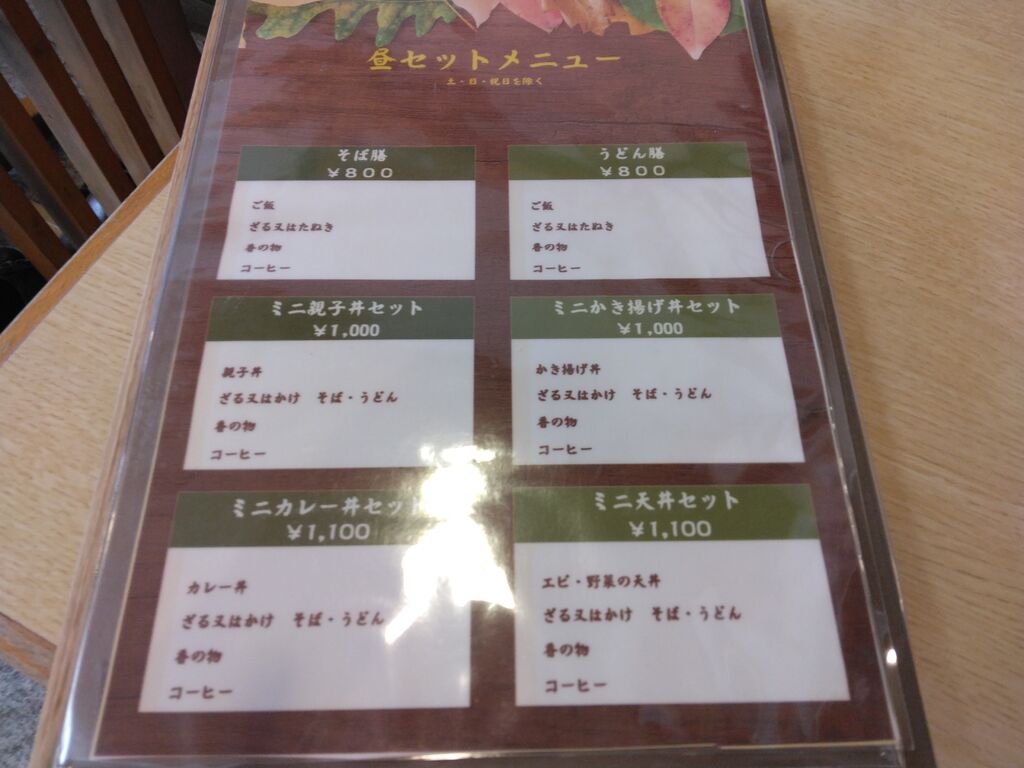 昼セットメニュー
土・日・祝日を除く
そば膳
￥800
ご飯
ざる又はたぬき
香の物
コーヒー
うどん膳
￥800
ご飯
ざる又はたぬき
香の物
コーヒー
ミニ親子丼セット
￥1,000
親子丼
ざる又はかけ　そば・うどん
香の物
コーヒー
ミニかき揚げ丼セット
￥1,000
かき揚げ丼
ざる又はかけ　そば・うどん
香の物
コーヒー
ミニカレー丼セット
￥1,100
カレー丼
ざる又はかけ　そば・うどん
香の物
コーヒー
ミニ天丼セット
￥1,100
エビ・野菜の天丼
ざる又はかけ　そば・うどん
香の物
コーヒー